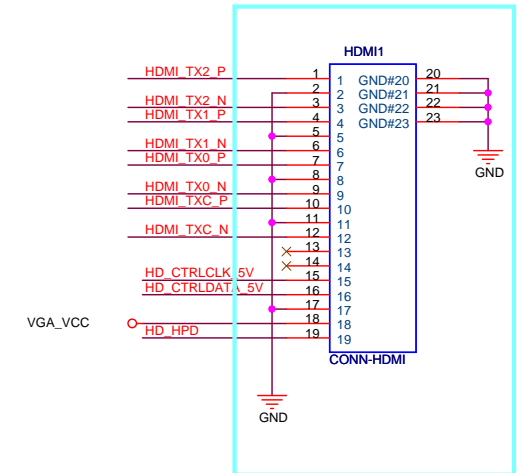 HDMI1
HDMI_TX2_P 1 1 GND#20 20
2 2 GND#21 21
HDMI_TX2_N 3 3 GND#22 22
HDMI_TX1_P 4 4 GND#23 23
5 5
HDMI_TX1_N 6 6
HDMI_TX0_P 7 7
8 8
HDMI_TX0_N 9 9
HDMI_TXC_P 10 10
11 11
HDMI_TXC_N 12 12
13 13
14 14
HD_CTRLCLK_5V 15 15
HD_CTRLDATA_5V 16 16
17 17
VGA_VCC 18 18
HD_HPD 19 19
CONN-HDMI
GND
GND